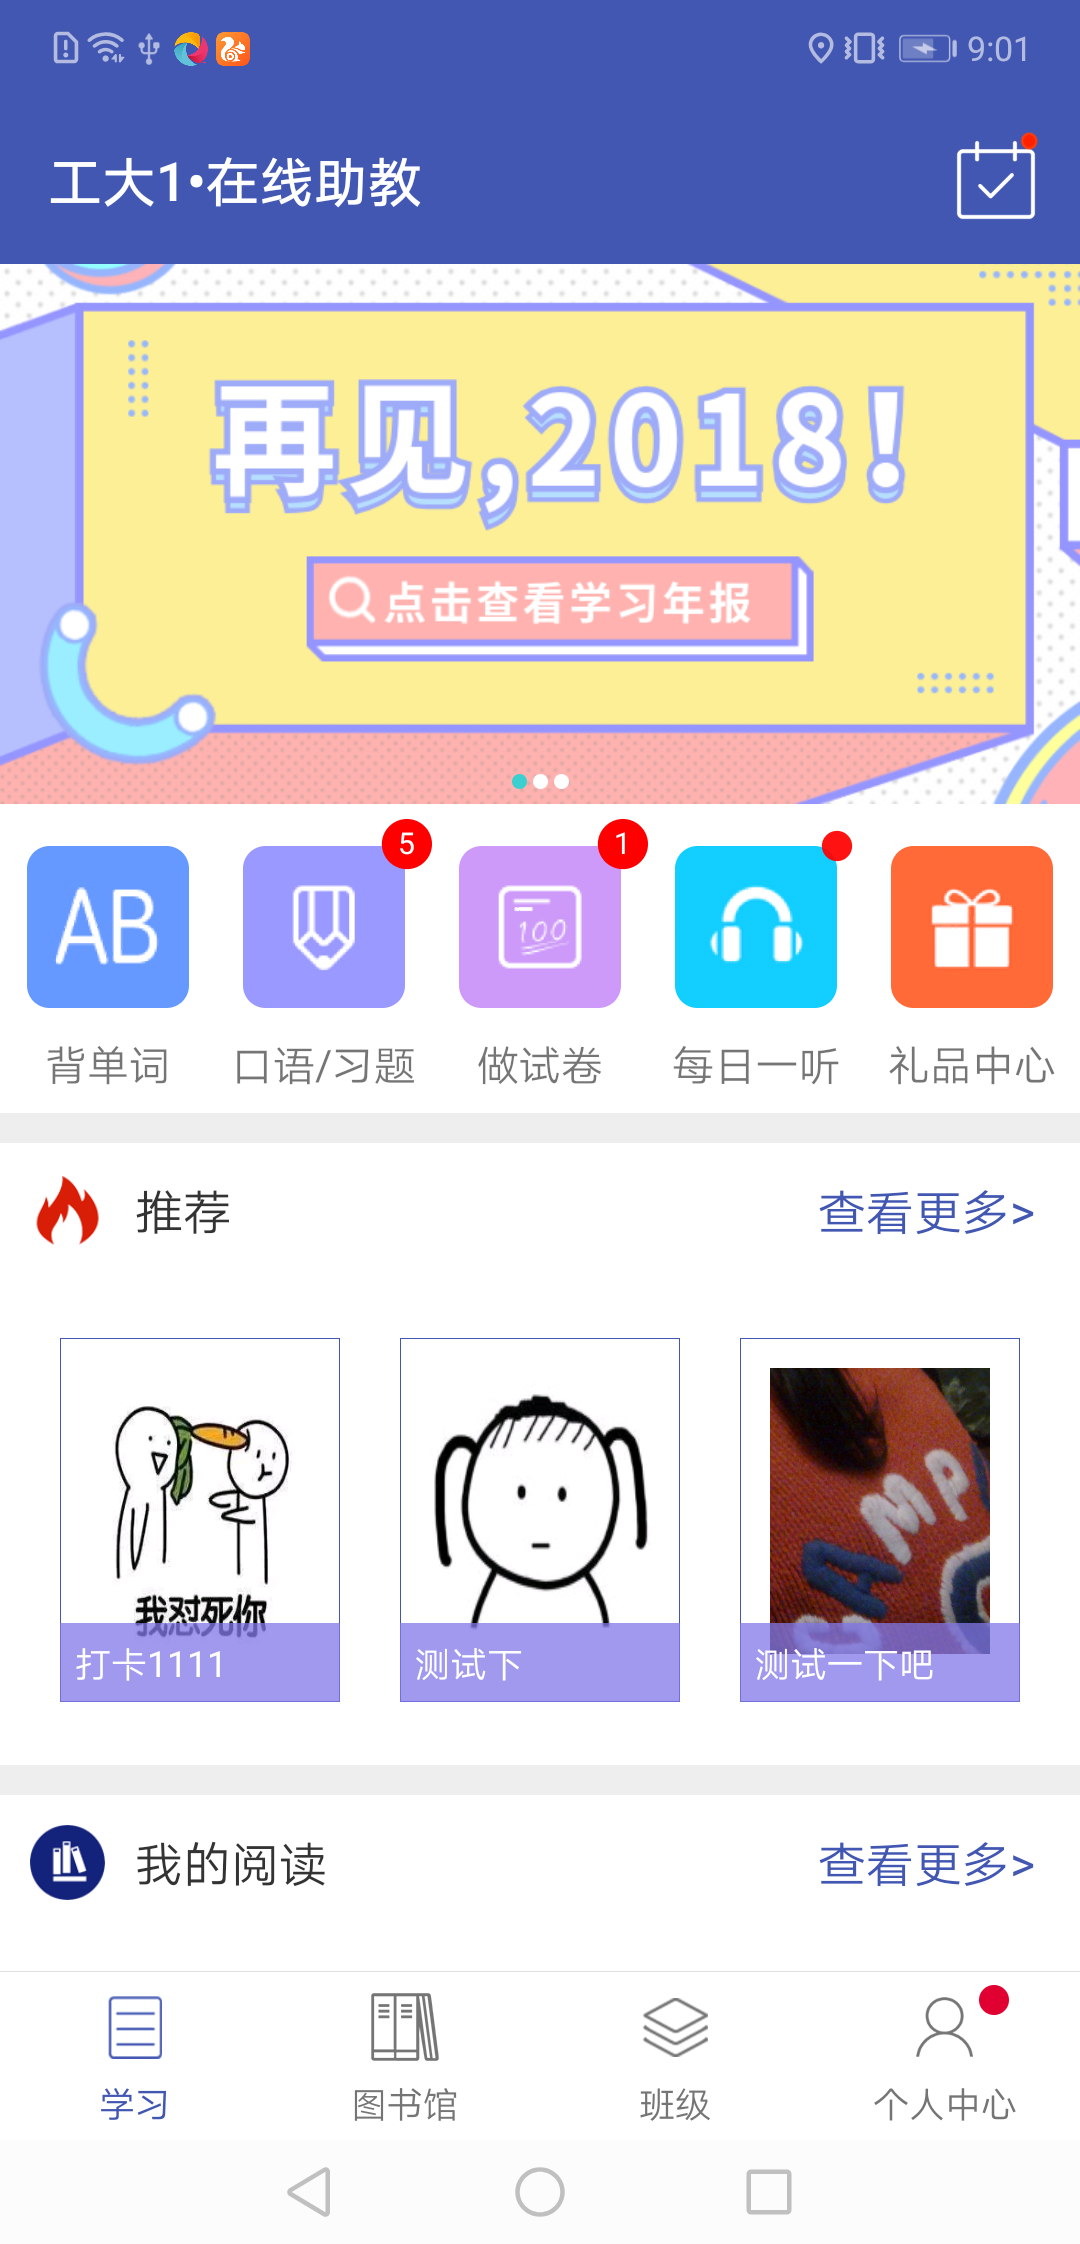 9:01
工大1•在线助教
再见,2018!
点击查看学习年报
5
1
AB
100
背单词
口语/习题
做试卷
每日一听
礼品中心
推荐
查看更多>
我怼死你
CAMP
打卡1111
测试下
测试一下吧
我的阅读
查看更多>
学习
图书馆
班级
个人中心